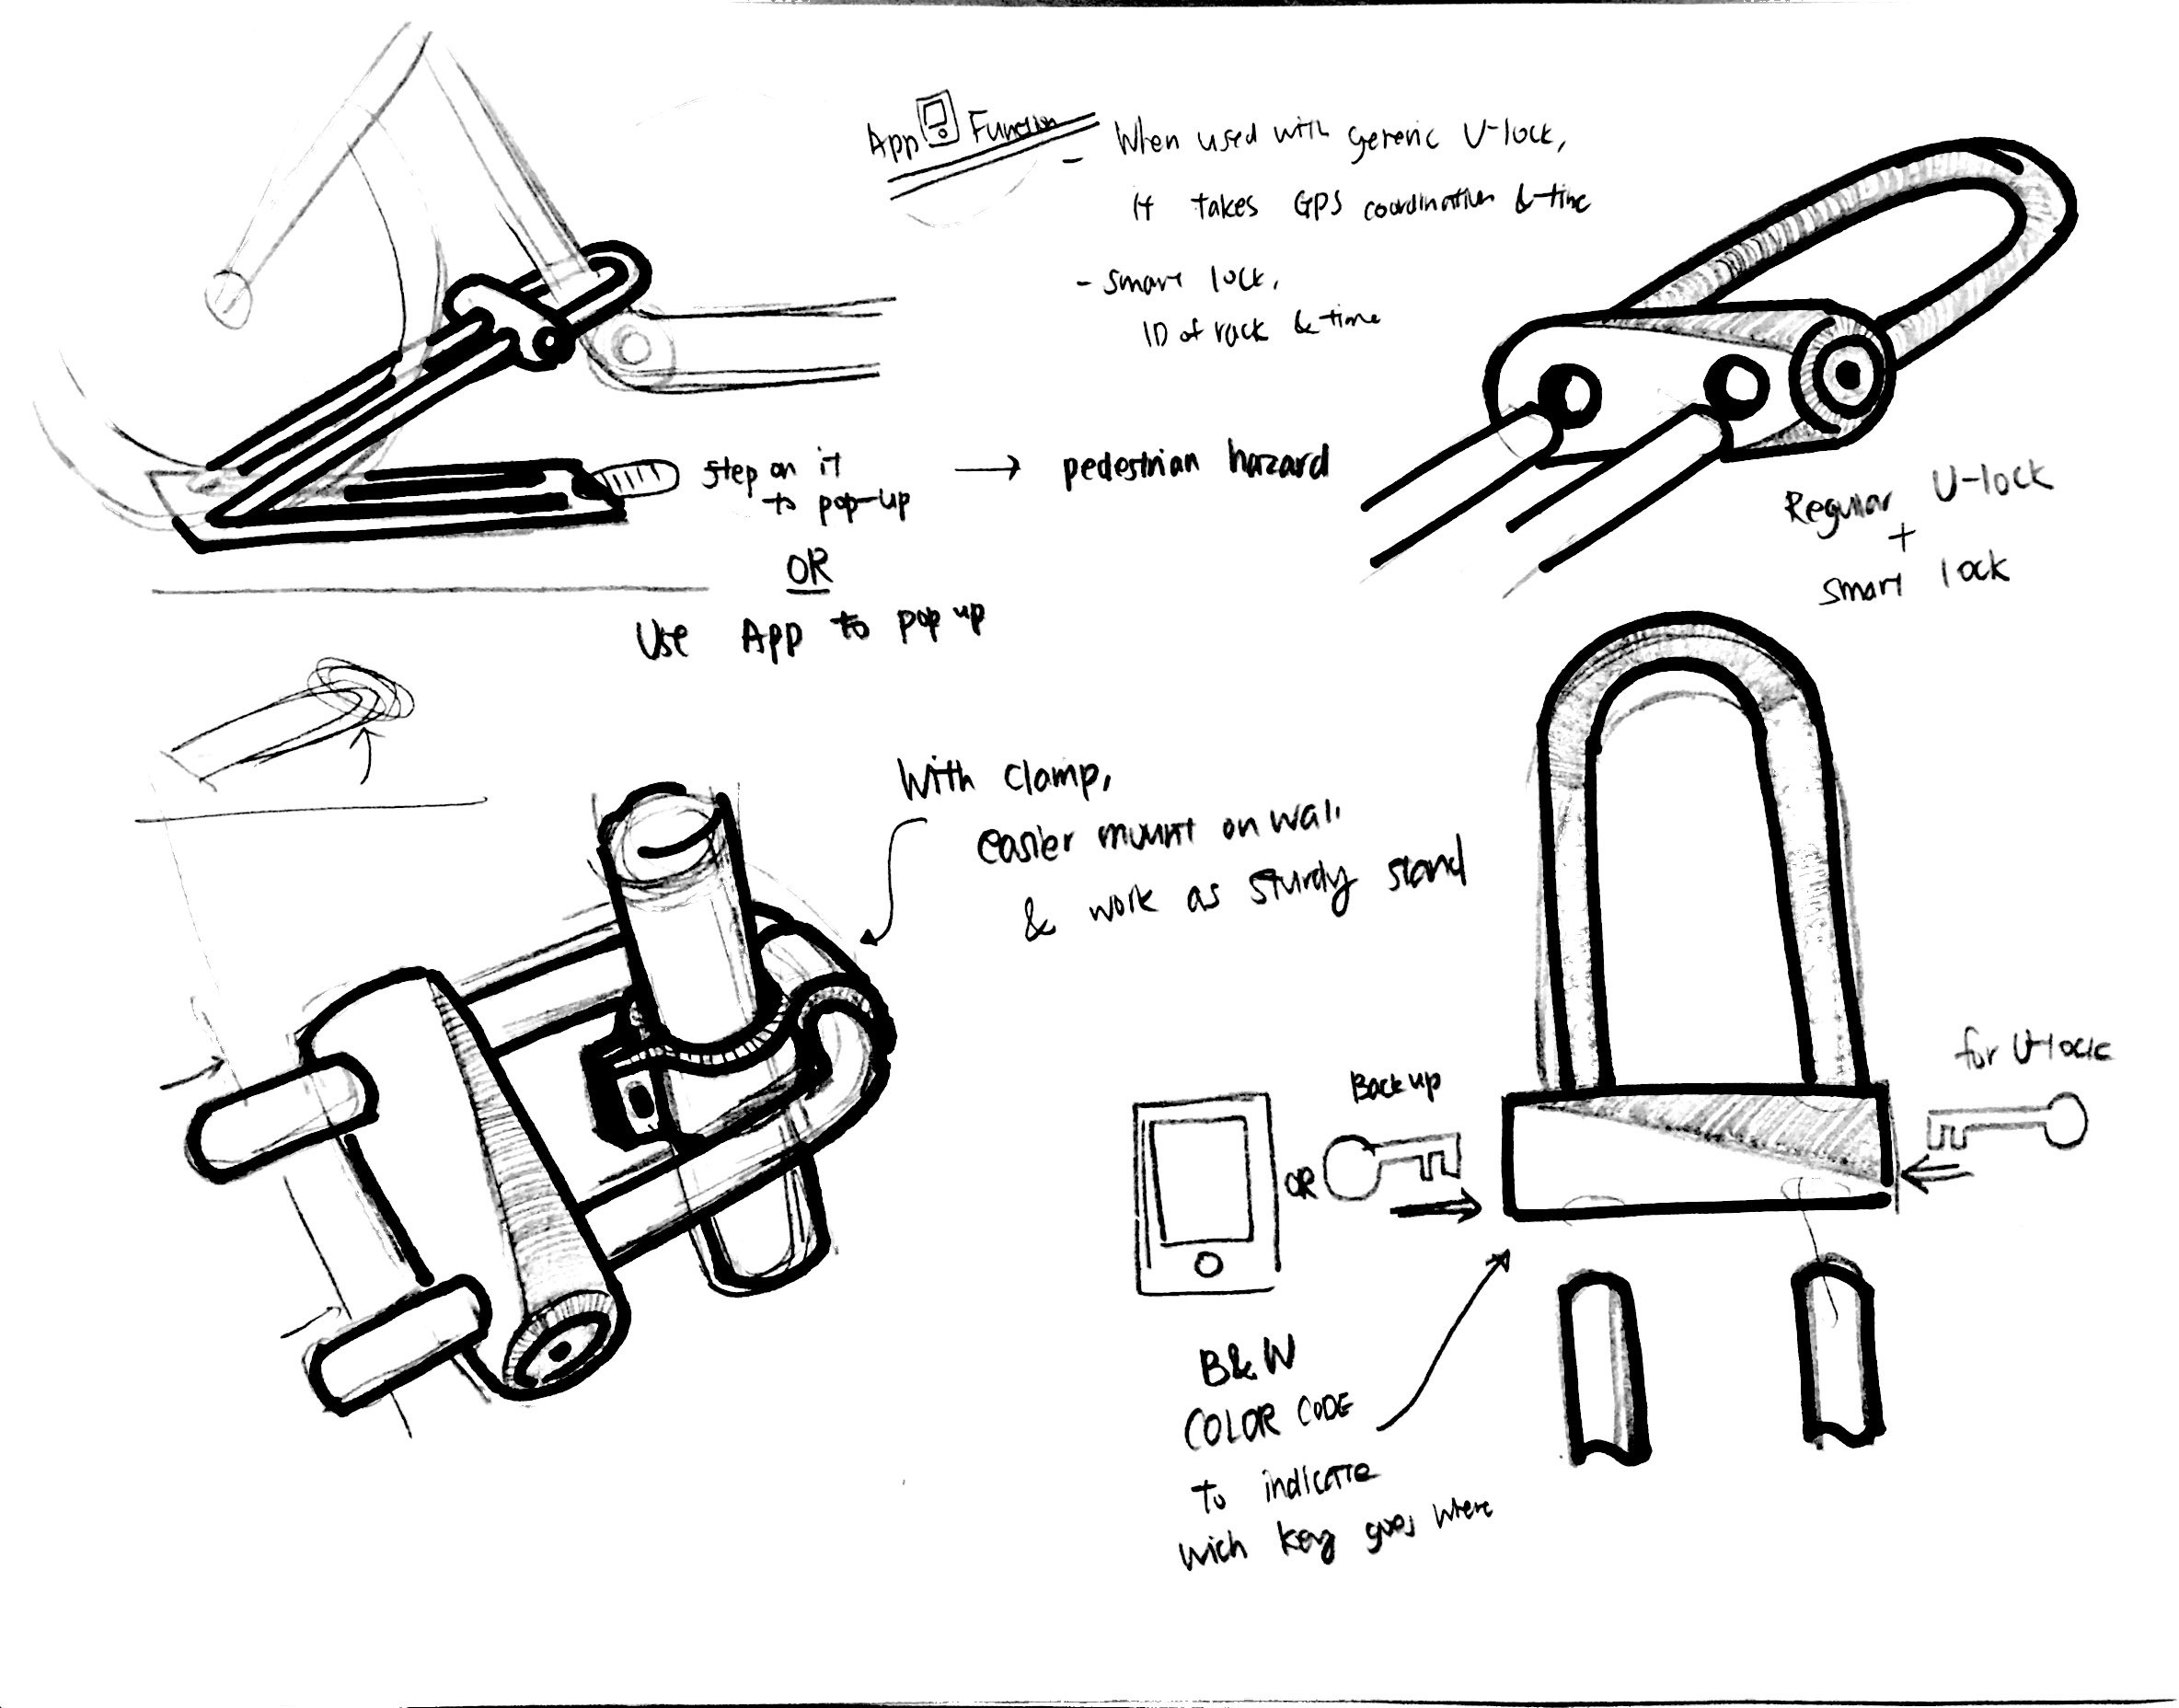 App Function
- When used with generic U-lock,
it takes GPS coordination & time
- Smart lock,
ID of rack & time
Step on it
to pop-up
→ pedestrian hazard
OR
Use App to pop up
Regular U-lock
+
Smart lock
With clamp,
easier mount on wall
& work as sturdy stand
for U-lock
Back up
OR
B&W
COLOR CODE
to indicate
wich key goes where